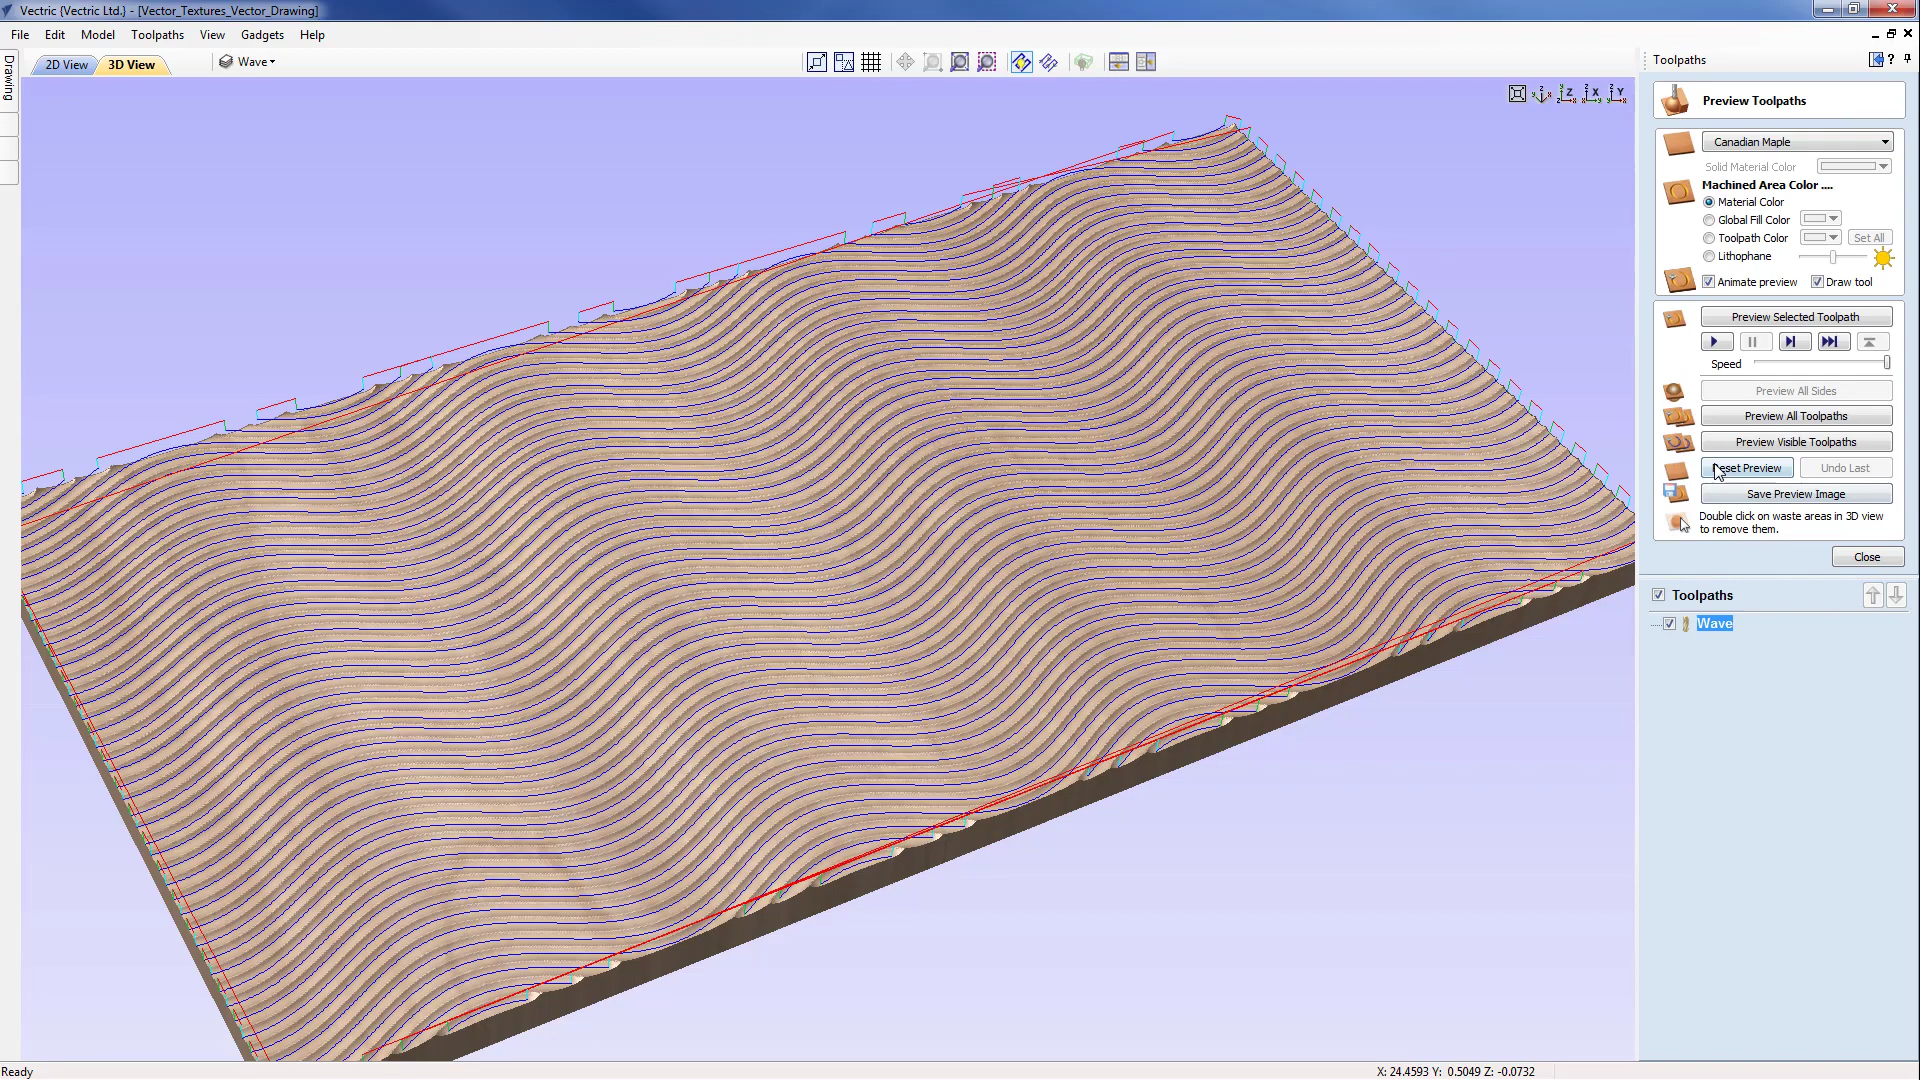 Vectric {Vectric Ltd.} - [Vector_Textures_Vector_Drawing]
File Edit Model Toolpaths View Gadgets Help
Drawing
2D View 3D View Wave
Toolpaths
Preview Toolpaths
Canadian Maple
Solid Material Color
Machined Area Color ....
Material Color
Global Fill Color
Toolpath Color Set All
Lithophane
Animate preview Draw tool
Preview Selected Toolpath
Speed
Preview All Sides
Preview All Toolpaths
Preview Visible Toolpaths
Preview Undo Last
Save Preview Image
Double click on waste areas in 3D view
to remove them.
Close
Toolpaths
Wave
Ready
X: 24.4593 Y: 0.5049 Z: -0.0732